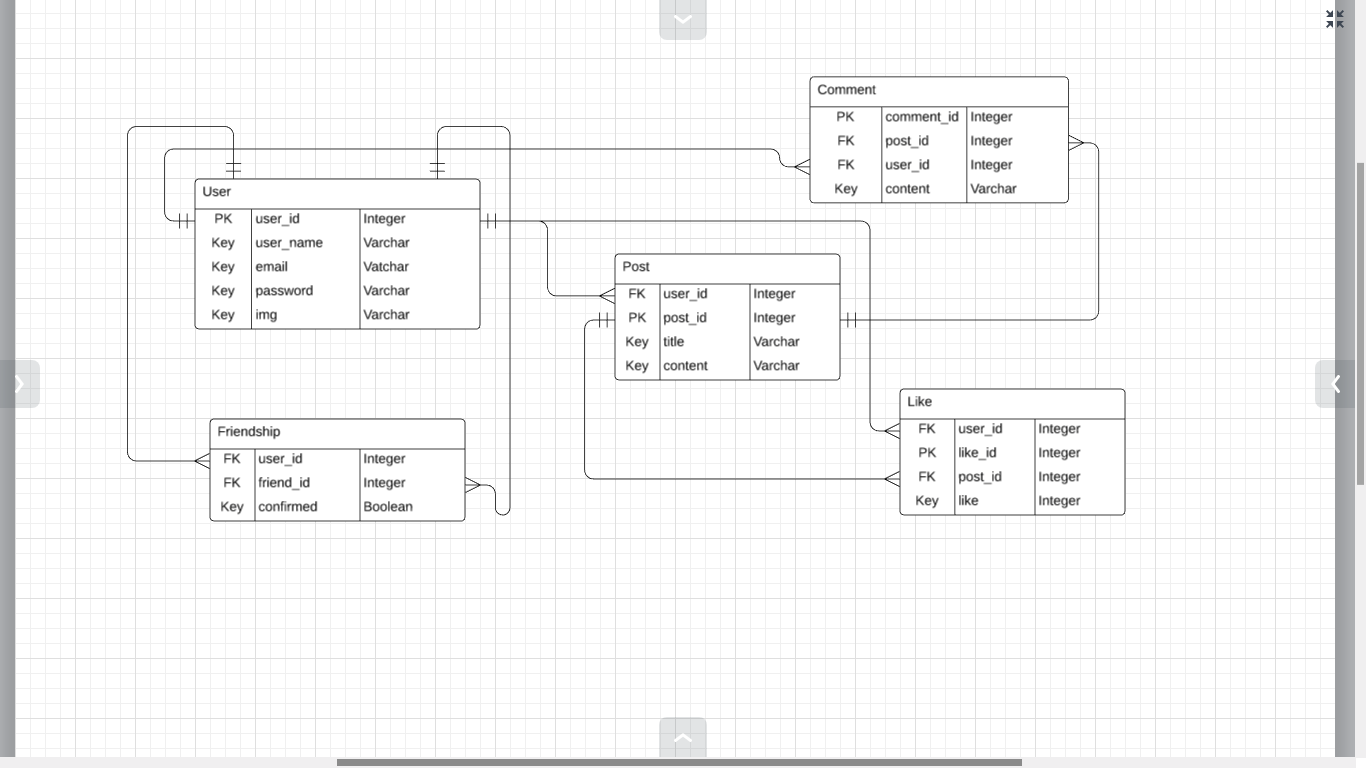 Comment
PK comment_id Integer
FK post_id Integer
FK user_id Integer
Key content Varchar
User
PK user_id Integer
Key user_name Varchar
Key email Vatchar
Key password Varchar
Key img Varchar
Post
FK user_id Integer
PK post_id Integer
Key title Varchar
Key content Varchar
Like
FK user_id Integer
PK like_id Integer
FK post_id Integer
Key like Integer
Friendship
FK user_id Integer
FK friend_id Integer
Key confirmed Boolean